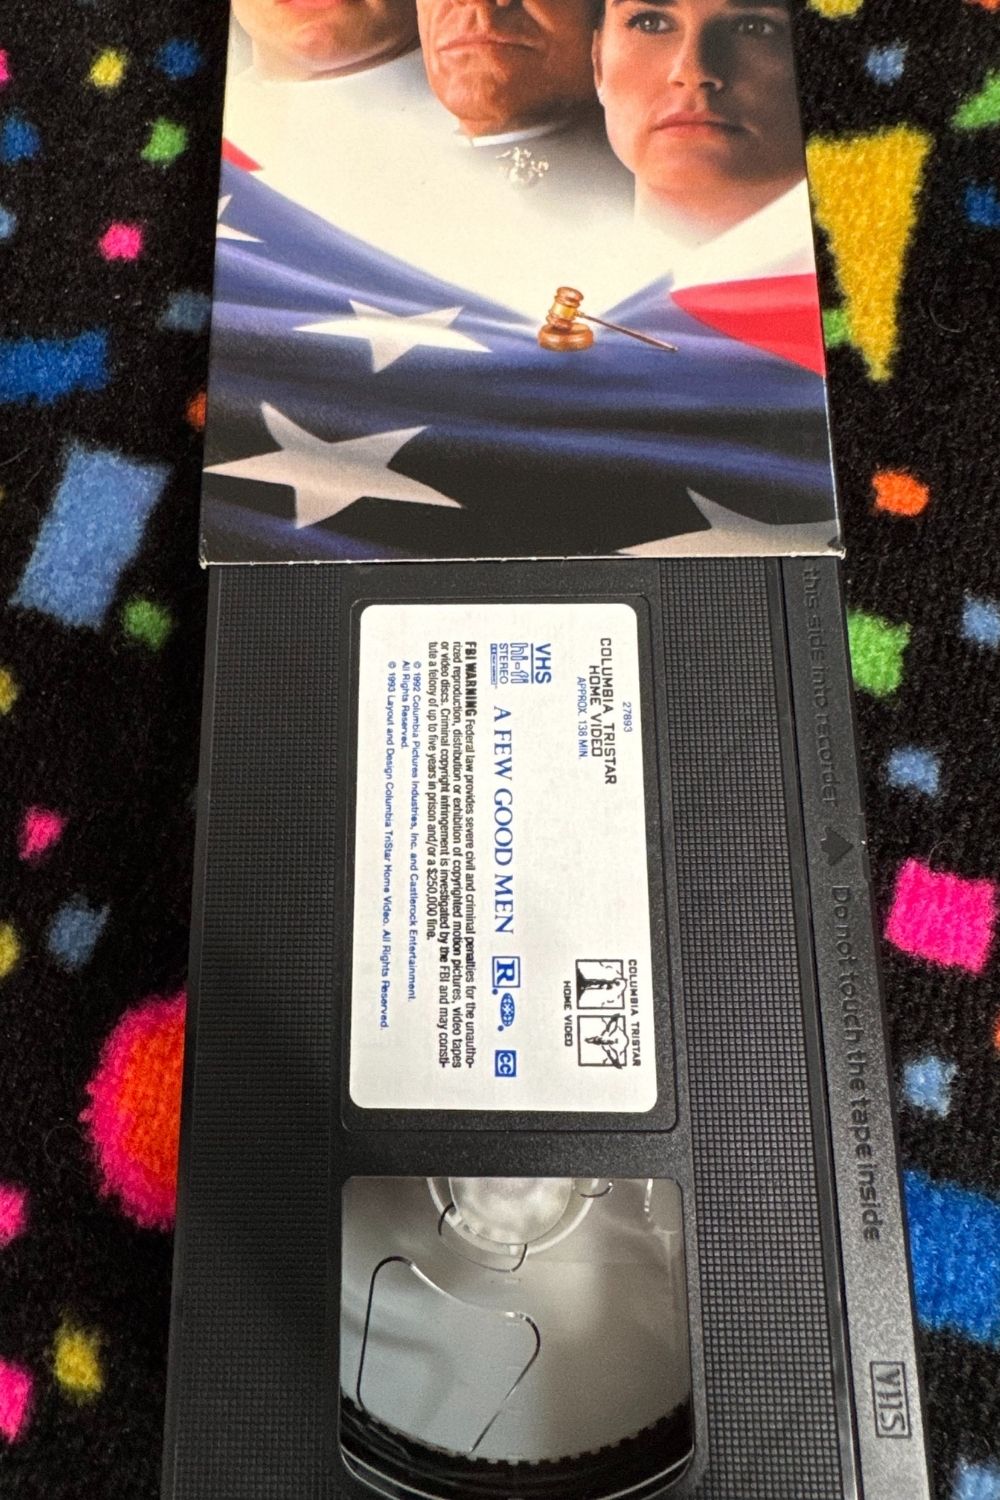 27893
COLUMBIA TRISTAR
HOME VIDEO
APPROX. 138 MIN.
COLUMBIA TRISTAR
HOME VIDEO
VHS
hi-fi
STEREO
A FEW GOOD MEN
R
CC
FBI WARNING Federal law provides severe civil and criminal penalties for the unautho-
rized reproduction, distribution or exhibition of copyrighted motion pictures, video tapes
or video discs. Criminal copyright infringement is investigated by the FBI and may consti-
tute a felony of up to five years in prison and/or a $250,000 fine.
© 1992 Columbia Pictures Industries, Inc. and Castlerock Entertainment.
All Rights Reserved.
© 1993 Layout and Design Columbia TriStar Home Video. All Rights Reserved.
this side into recorder
Do not touch the tape inside
VHS